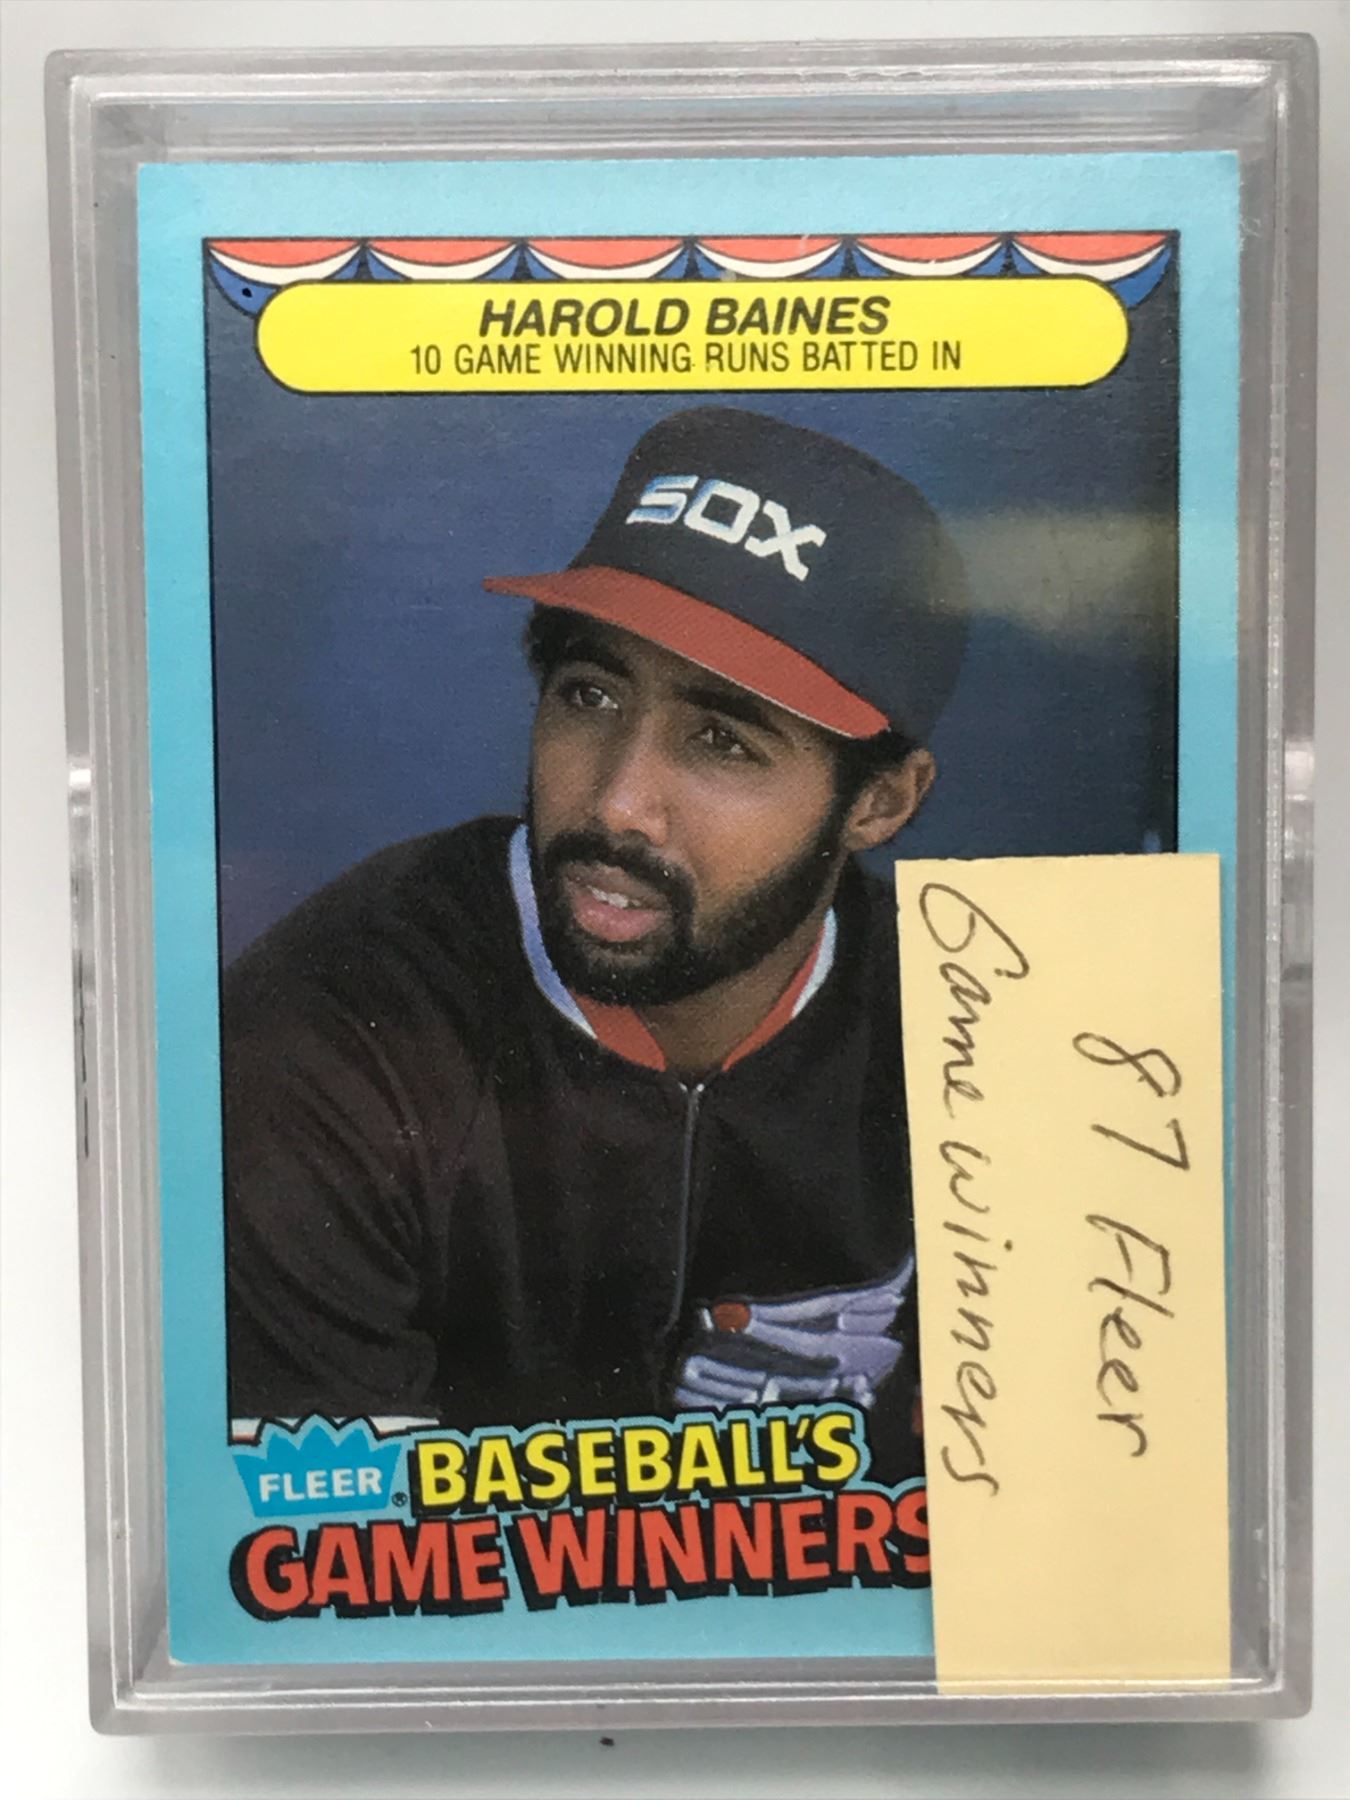 HAROLD BAINES
10 GAME WINNING RUNS BATTED IN
SOX
FLEER® BASEBALL'S
GAME WINNERS
87 Fleer
Game winners